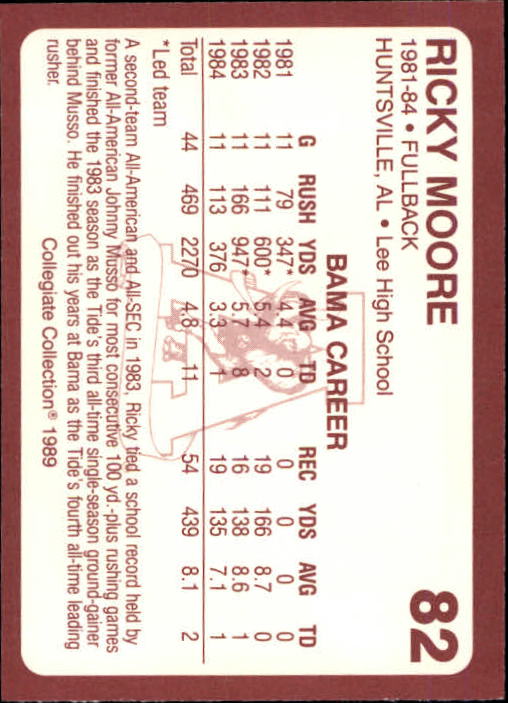 RICKY MOORE 82
1981-84 • FULLBACK
HUNTSVILLE, AL • Lee High School
BAMA CAREER
G RUSH YDS AVG TD REC YDS AVG TD
1981 11 79 347* 4.4 0 0 0 0 0
1982 11 111 600* 5.4 2 19 166 8.7 0
1983 11 166 947* 5.7 8 16 138 8.6 1
1984 11 113 376 3.3 1 19 135 7.1 1
Total 44 469 2270 4.8 11 54 439 8.1 2
*Led team
A second-team All-American and All-SEC in 1983, Ricky tied a school record held by
former All-American Johnny Musso for most consecutive 100 yd.-plus rushing games
and finished the 1983 season as the Tide's third all-time single-season ground-gainer
behind Musso. He finished out his years at Bama as the Tide's fourth all-time leading
rusher.
Collegiate Collection® 1989